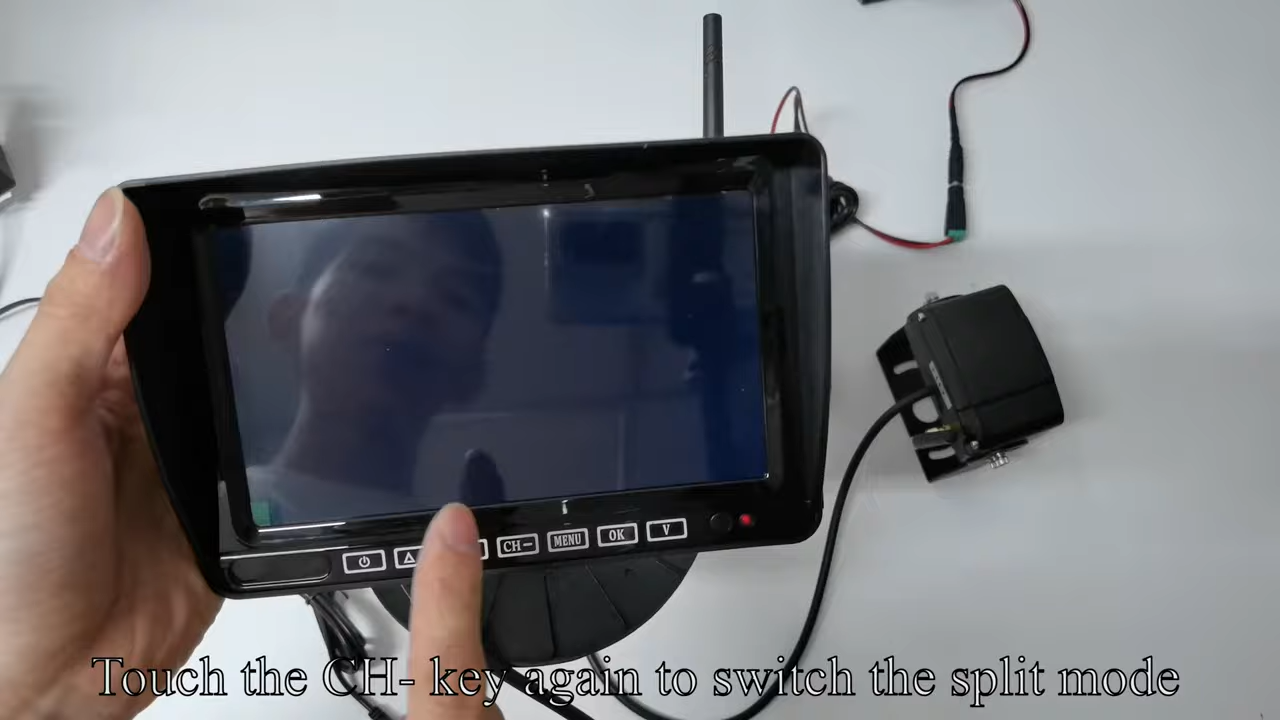 CH−
MENU
OK
V
Touch the CH- key again to switch the split mode